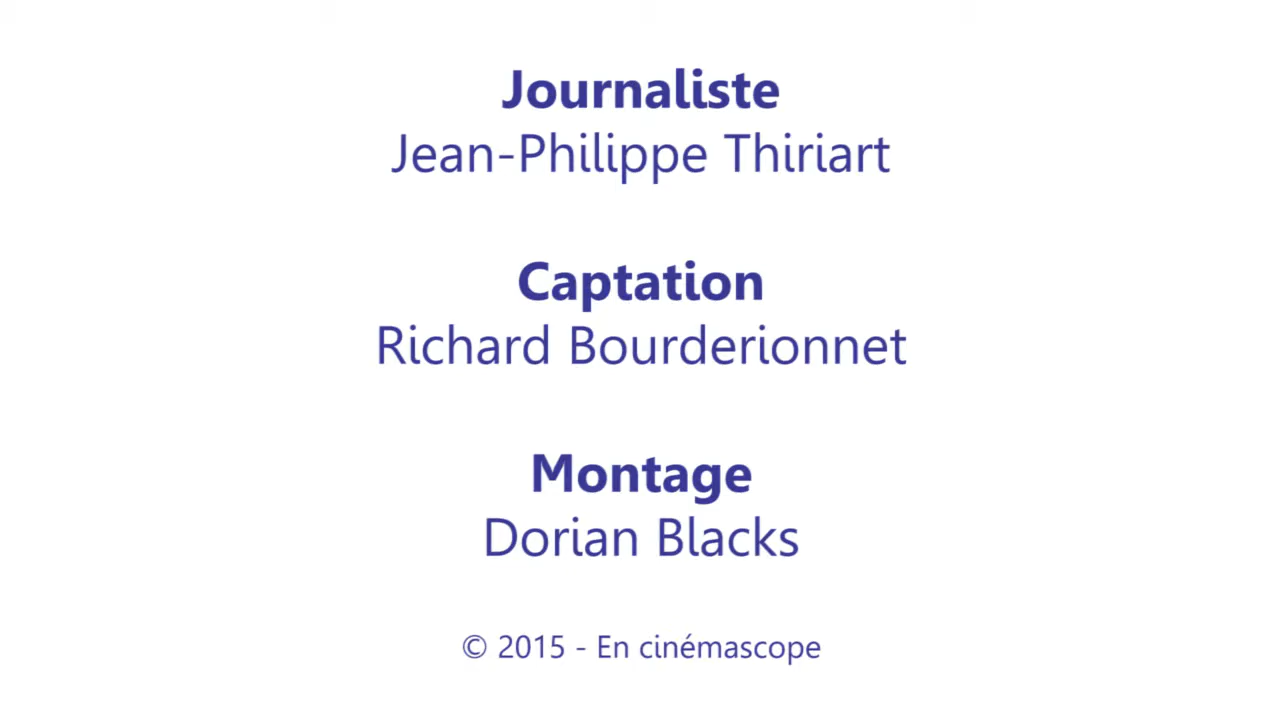 Journaliste
Jean-Philippe Thiriart
Captation
Richard Bourderionnet
Montage
Dorian Blacks
© 2015 - En cinémascope